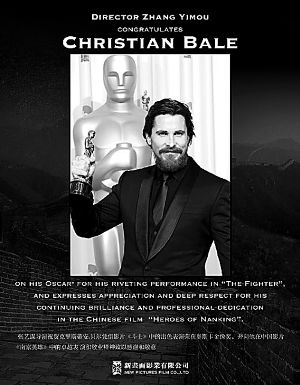 DIRECTOR ZHANG YIMOU
CONGRATULATES
CHRISTIAN BALE
ON HIS OSCAR® FOR HIS RIVETING PERFORMANCE IN "THE FIGHTER",
AND EXPRESSES APPRECIATION AND DEEP RESPECT FOR HIS
CONTINUING BRILLIANCE AND PROFESSIONAL DEDICATION
IN THE CHINESE FILM "HEROES OF NANKING".
新畫面影業有限公司
NEW PICTURES FILM CO.,LTD